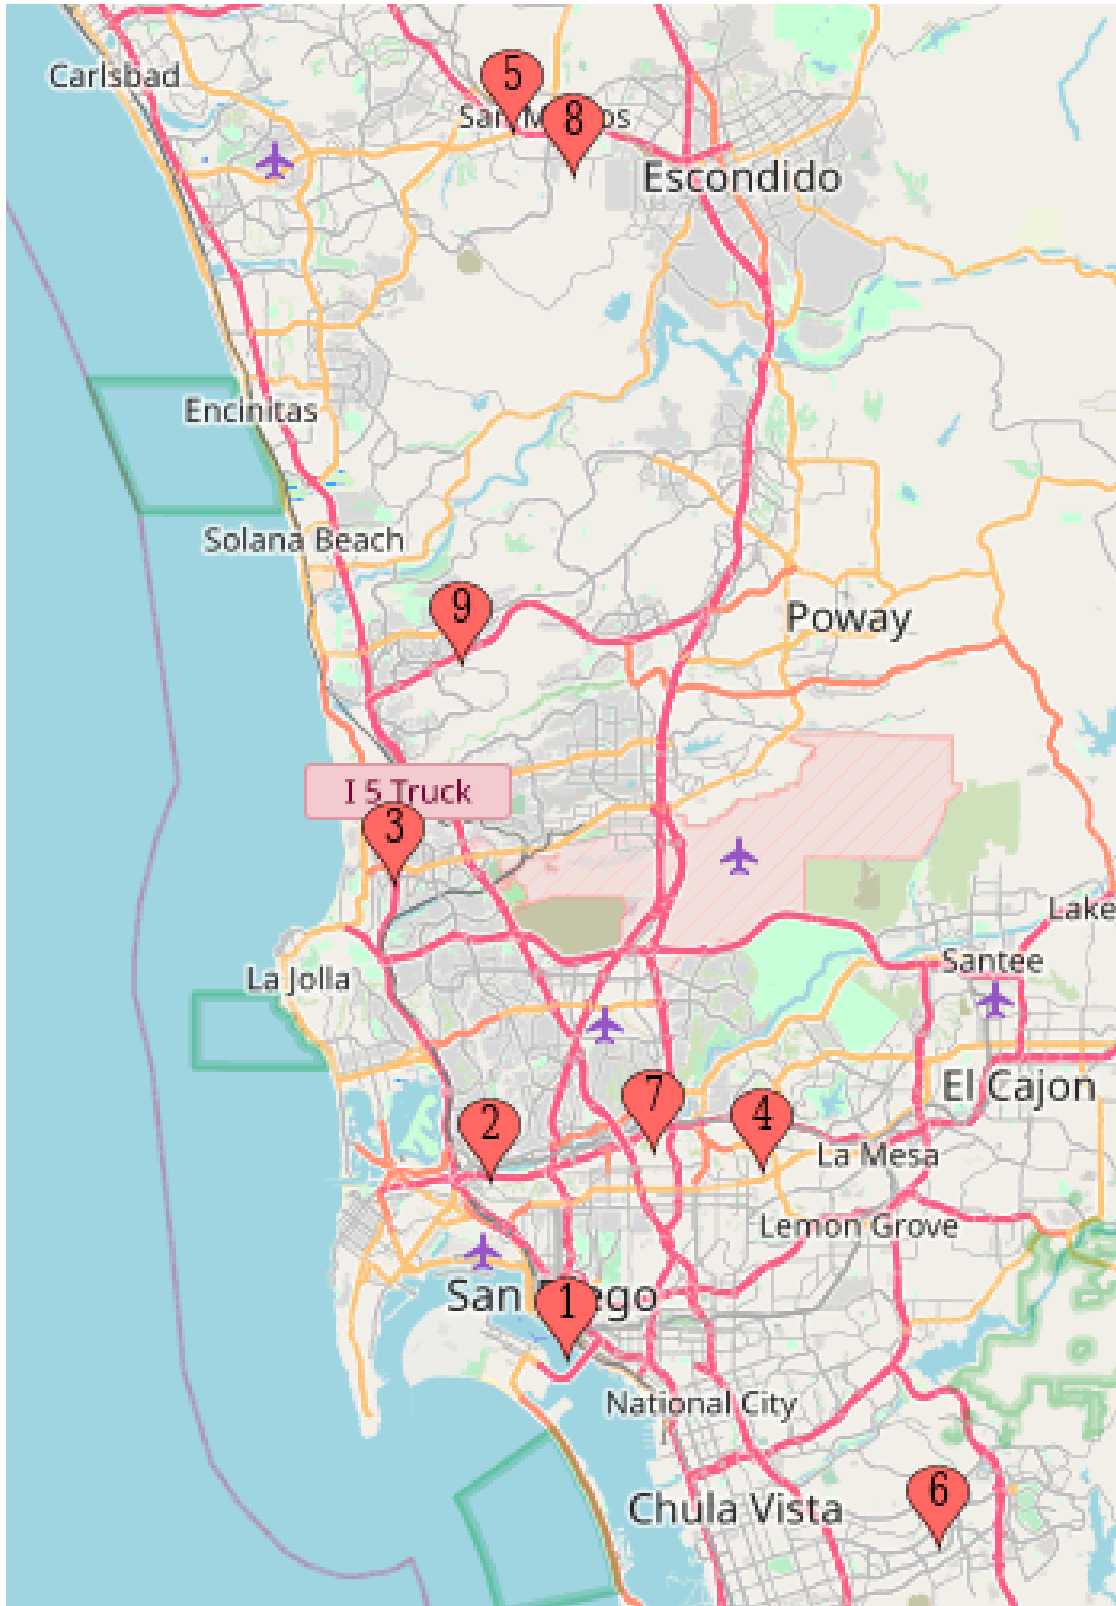 Carlsbad
5
San M os
8
Escondido
Encinitas
Solana Beach
9
Poway
I 5 Truck
3
Lake
Santee
La Jolla
El Cajon
7
2
4
La Mesa
Lemon Grove
San ego
1
National City
6
Chula Vista